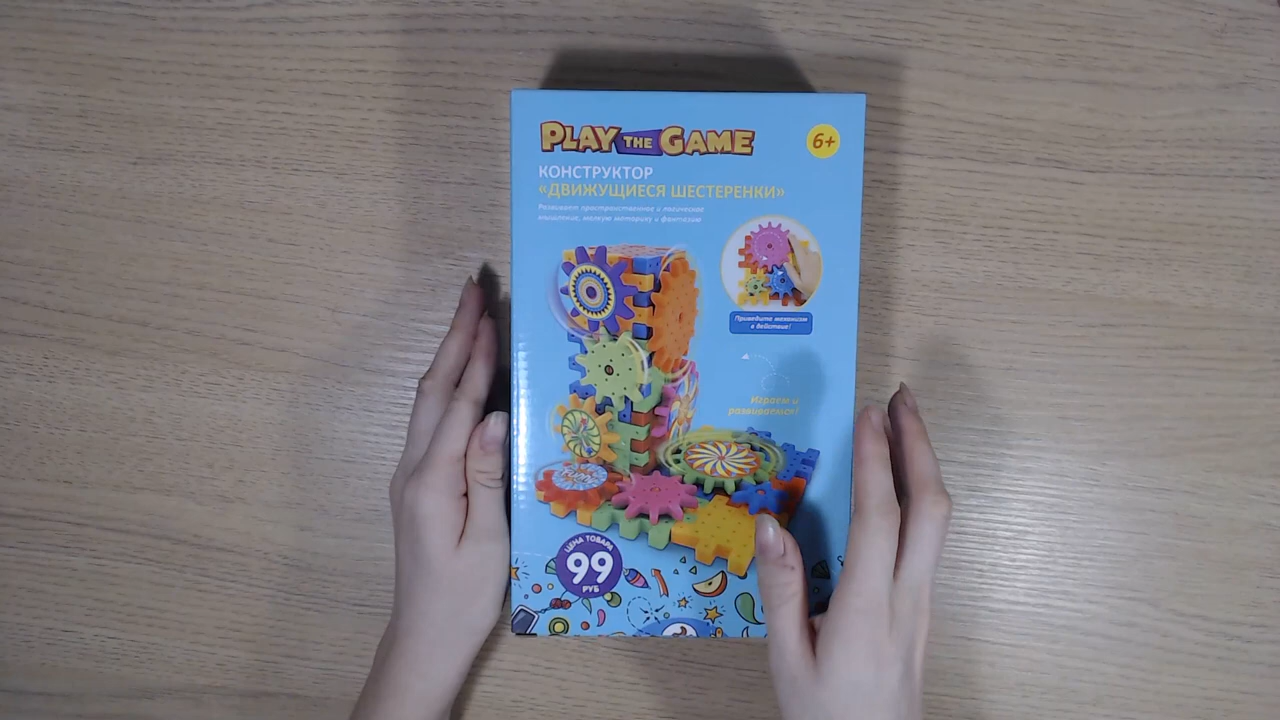 PLAY THE GAME
6+
КОНСТРУКТОР
«ДВИЖУЩИЕСЯ ШЕСТЕРЕНКИ»
Развивает пространственное и логическое
мышление, мелкую моторику и фантазию
Приведите механизм
в действие!
Играем и
развиваемся!
ЦЕНА ТОВАРА
99
РУБ